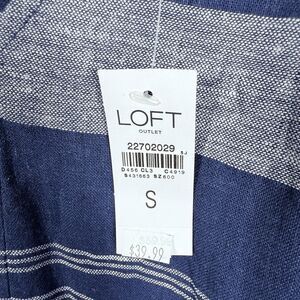 LOFT
OUTLET
22702029
D456 CL3 C4919
S431663 SZ600
S
$39.99